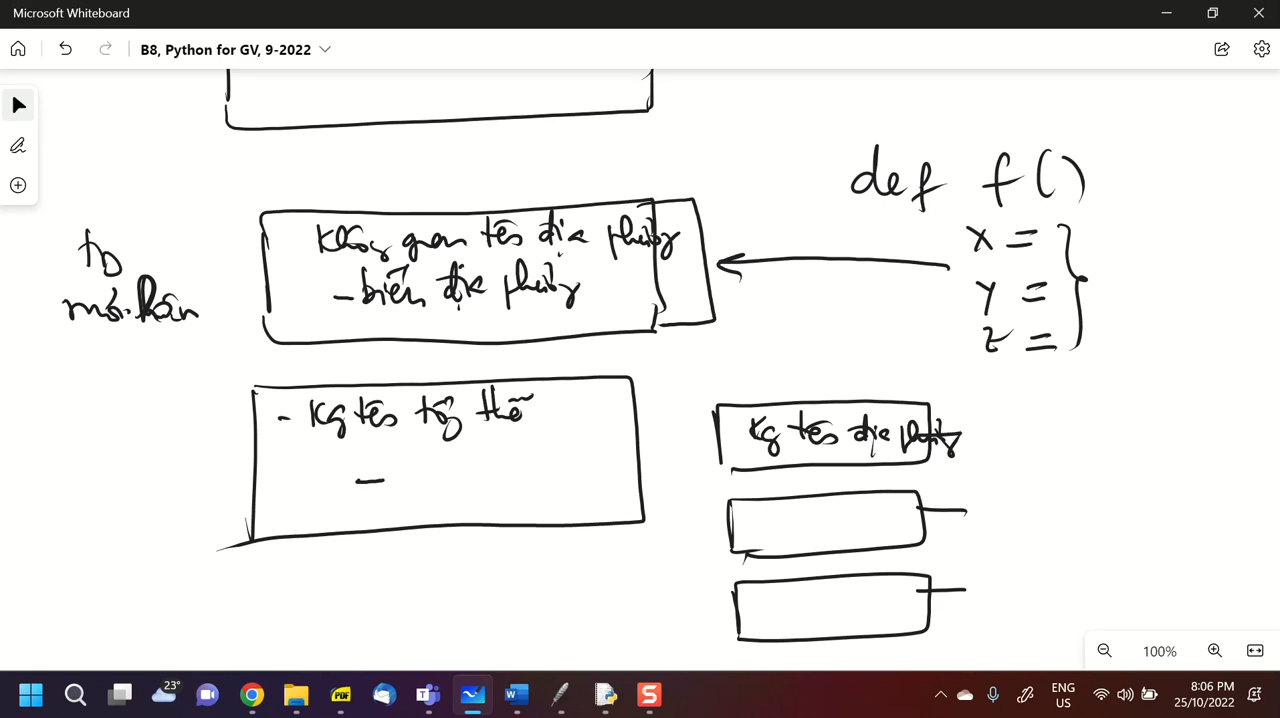 Microsoft Whiteboard
B8, Python for GV, 9-2022
def f()
x =
y =
z =
Không gian tên địa phương
- biến địa phương
- Kg tên tổng thể
-
Kg tên địa phương
100%
23°
ENG
US
8:06 PM
25/10/2022